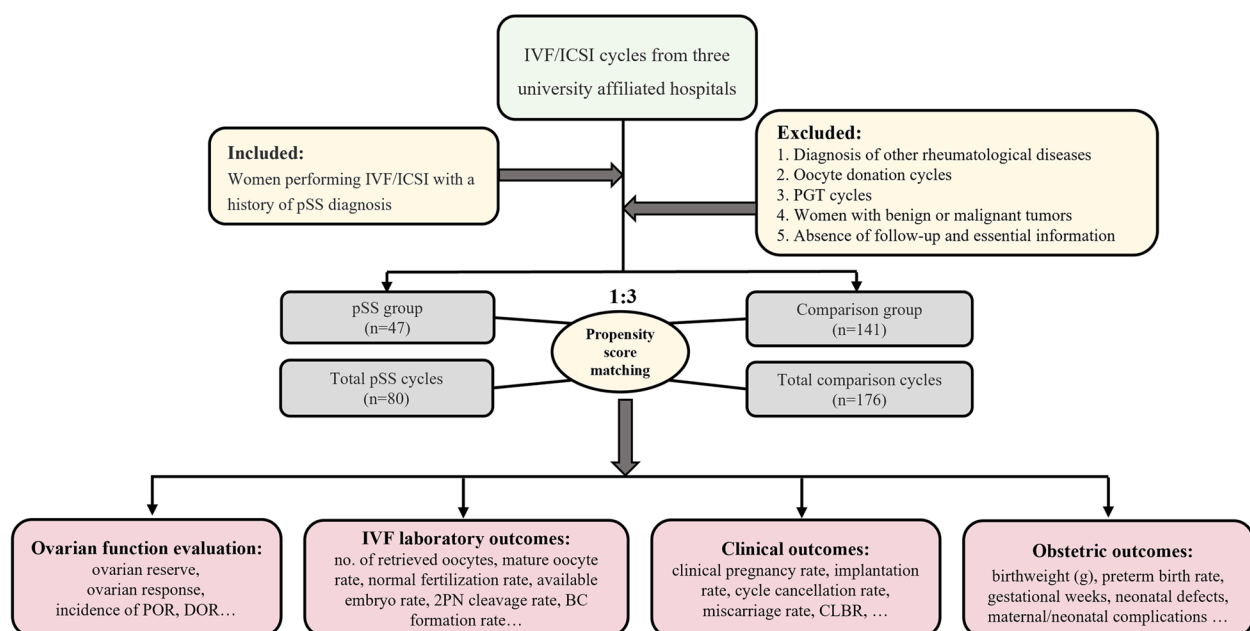 IVF/ICSI cycles from three
university affiliated hospitals
Included:
Women performing IVF/ICSI with a
history of pSS diagnosis
Excluded:
1. Diagnosis of other rheumatological diseases
2. Oocyte donation cycles
3. PGT cycles
4. Women with benign or malignant tumors
5. Absence of follow-up and essential information
pSS group
(n=47)
1:3
Comparison group
(n=141)
Propensity
score
matching
Total pSS cycles
(n=80)
Total comparison cycles
(n=176)
Ovarian function evaluation:
ovarian reserve,
ovarian response,
incidence of POR, DOR…
IVF laboratory outcomes:
no. of retrieved oocytes, mature oocyte
rate, normal fertilization rate, available
embryo rate, 2PN cleavage rate, BC
formation rate…
Clinical outcomes:
clinical pregnancy rate, implantation
rate, cycle cancellation rate,
miscarriage rate, CLBR, …
Obstetric outcomes:
birthweight (g), preterm birth rate,
gestational weeks, neonatal defects,
maternal/neonatal complications …